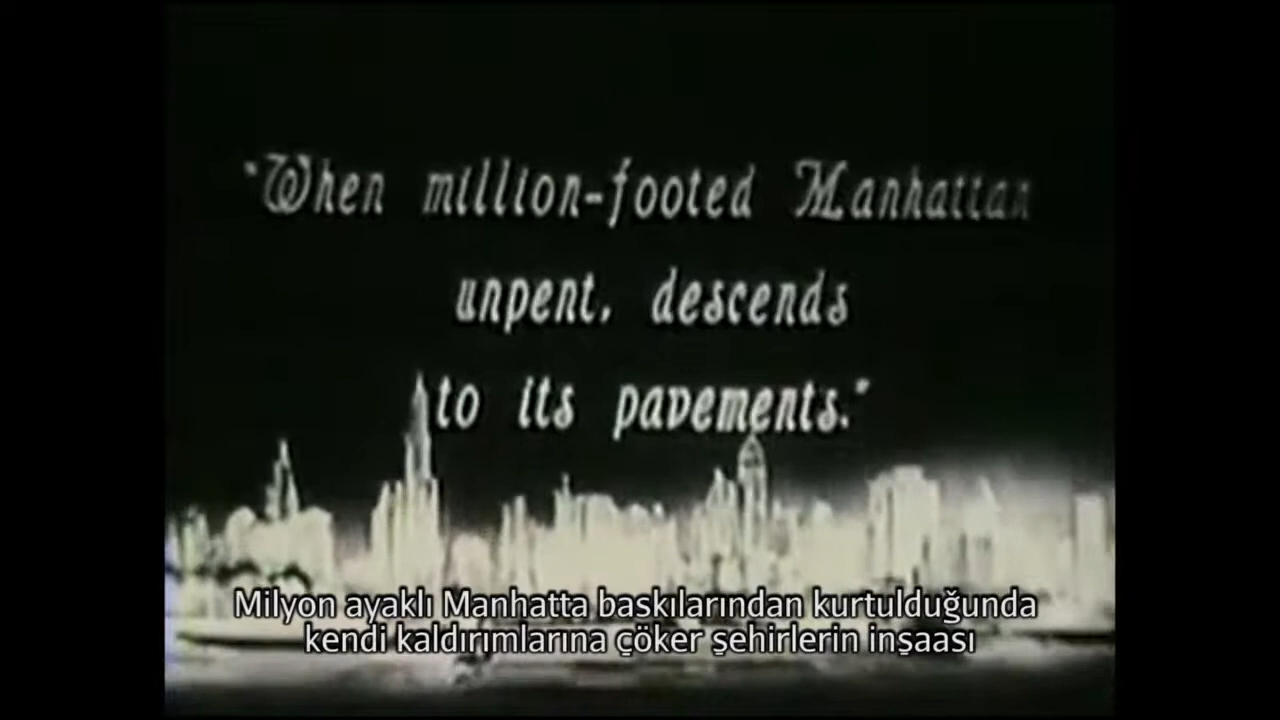 "When million-footed Manhattan
unpent, descends
to its pavements."
Milyon ayaklı Manhatta baskılarından kurtulduğunda
kendi kaldırımlarına çöker şehirlerin inşaası